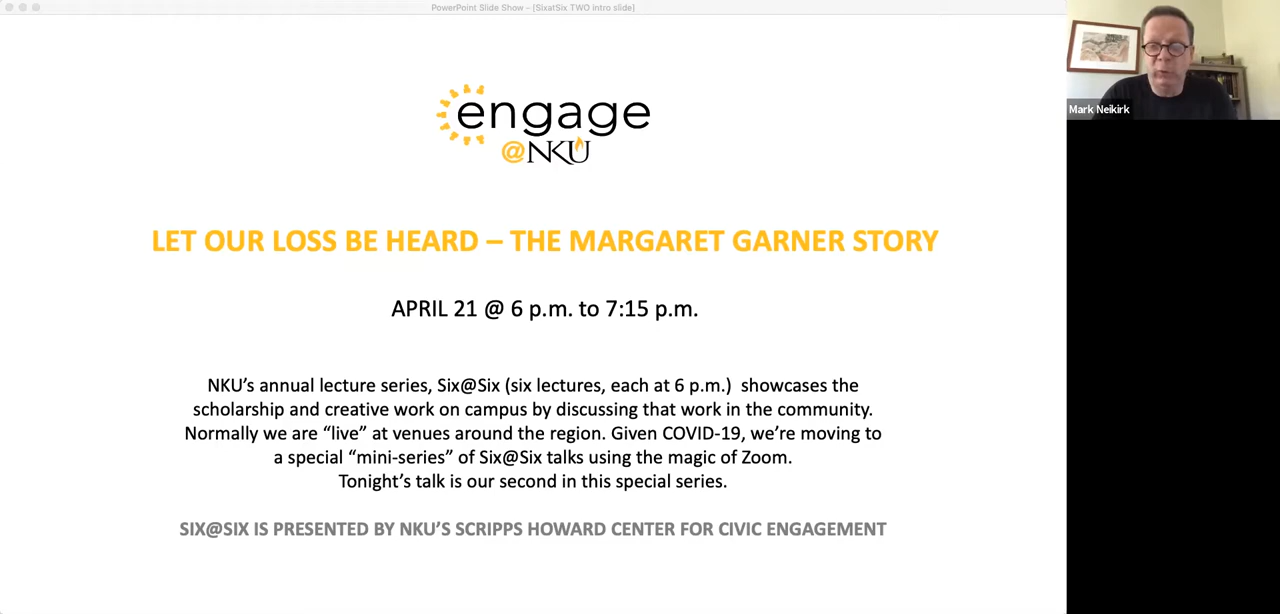 PowerPoint Slide Show - [SixatSix TWO intro slide]
engage
@NKU
LET OUR LOSS BE HEARD – THE MARGARET GARNER STORY
APRIL 21 @ 6 p.m. to 7:15 p.m.
NKU’s annual lecture series, Six@Six (six lectures, each at 6 p.m.) showcases the
scholarship and creative work on campus by discussing that work in the community.
Normally we are “live” at venues around the region. Given COVID-19, we’re moving to
a special “mini-series” of Six@Six talks using the magic of Zoom.
Tonight’s talk is our second in this special series.
SIX@SIX IS PRESENTED BY NKU’S SCRIPPS HOWARD CENTER FOR CIVIC ENGAGEMENT
Mark Neikirk